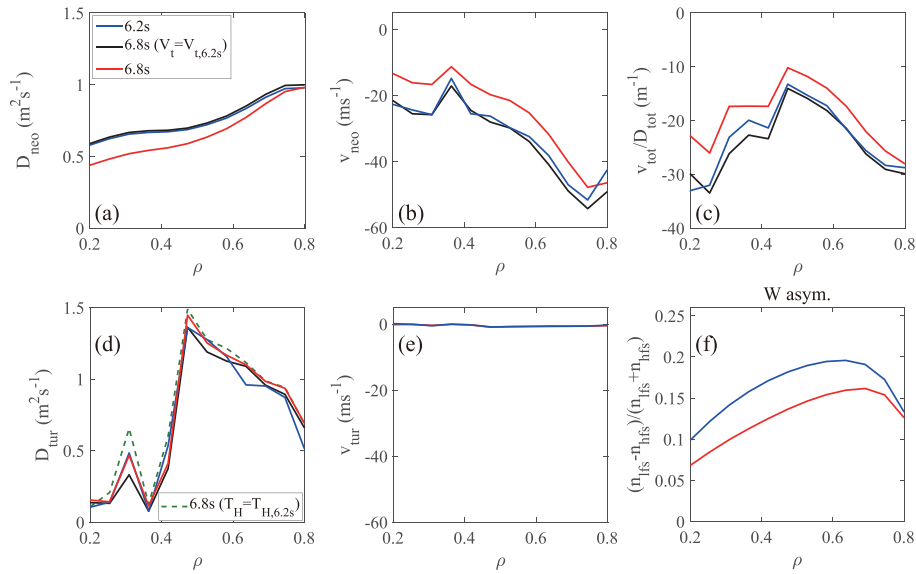 6.2s
6.8s (V_t=V_t,6.2s)
6.8s
D_neo (m²s⁻¹)
1.5
1
0.5
0
(a)
0.2 0.4 0.6 0.8
ρ
v_neo (ms⁻¹)
0
-20
-40
-60
(b)
0.2 0.4 0.6 0.8
ρ
v_tot/D_tot (m⁻¹)
0
-10
-20
-30
-40
(c)
0.2 0.4 0.6 0.8
ρ
D_tur (m²s⁻¹)
1.5
1
0.5
0
(d)
6.8s (T_H=T_H,6.2s)
0.2 0.4 0.6 0.8
ρ
v_tur (ms⁻¹)
0
-20
-40
-60
(e)
0.2 0.4 0.6 0.8
ρ
W asym.
(n_lfs-n_hfs)/(n_lfs+n_hfs)
0.25
0.2
0.15
0.1
0.05
0
(f)
0.2 0.4 0.6 0.8
ρ